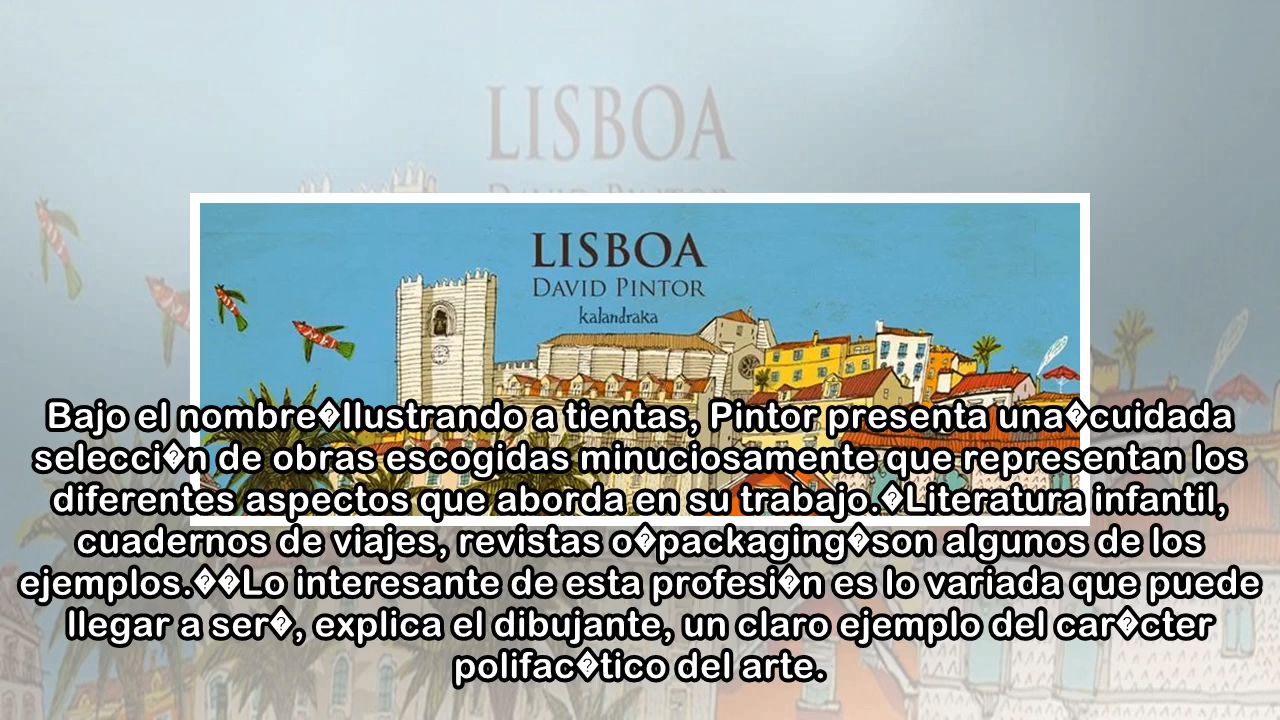 LISBOA
DAVID PINTOR
LISBOA
DAVID PINTOR
kalandraka
Bajo el nombre�Ilustrando a tientas, Pintor presenta una�cuidada
selecci�n de obras escogidas minuciosamente que representan los
diferentes aspectos que aborda en su trabajo.�Literatura infantil,
cuadernos de viajes, revistas o�packaging�son algunos de los
ejemplos.��Lo interesante de esta profesi�n es lo variada que puede
llegar a ser�, explica el dibujante, un claro ejemplo del car�cter
polifac�tico del arte.